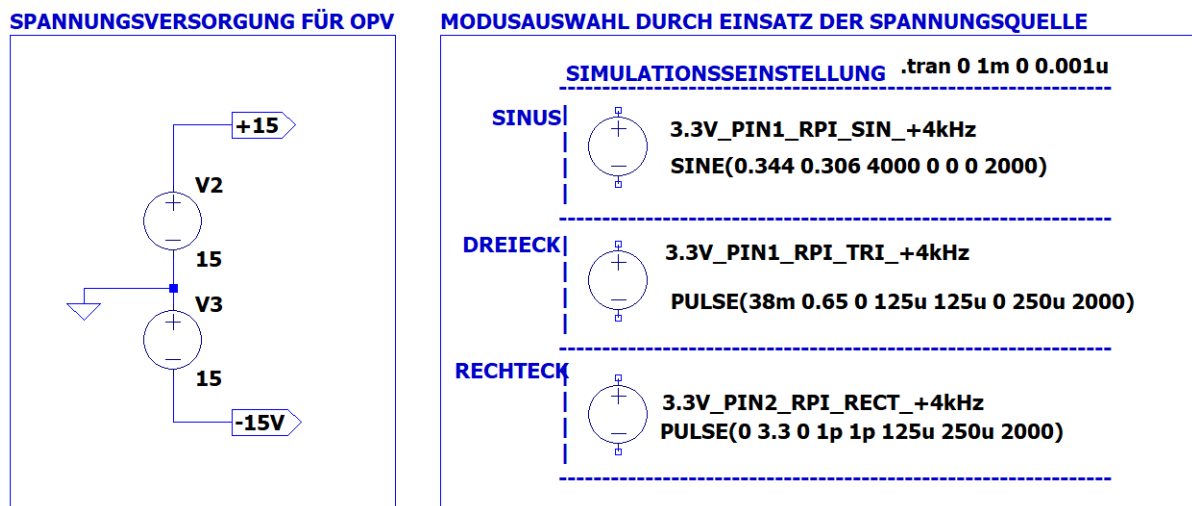 SPANNUNGSVERSORGUNG FÜR OPV
+15
V2
15
V3
15
-15V
MODUSAUSWAHL DURCH EINSATZ DER SPANNUNGSQUELLE
SIMULATIONSSEINSTELLUNG .tran 0 1m 0 0.001u
SINUS
3.3V_PIN1_RPI_SIN_+4kHz
SINE(0.344 0.306 4000 0 0 0 2000)
DREIECK
3.3V_PIN1_RPI_TRI_+4kHz
PULSE(38m 0.65 0 125u 125u 0 250u 2000)
RECHTECK
3.3V_PIN2_RPI_RECT_+4kHz
PULSE(0 3.3 0 1p 1p 125u 250u 2000)